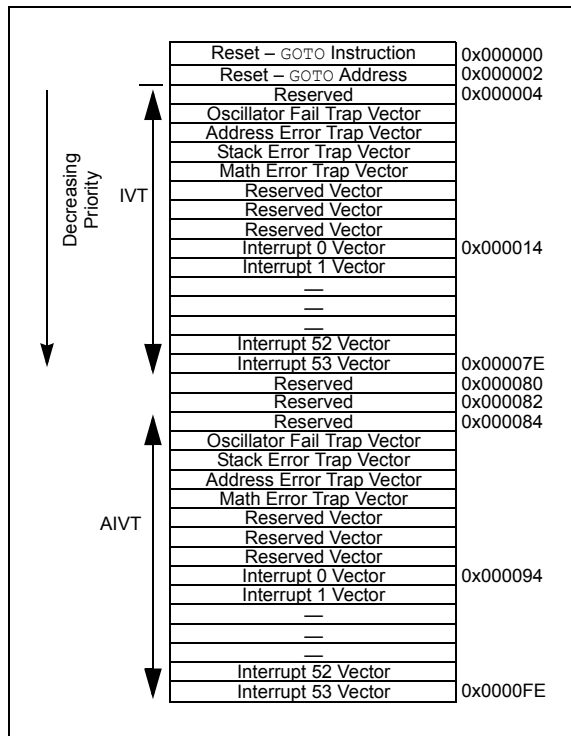 Reset – GOTO Instruction 0x000000
Reset – GOTO Address 0x000002
Reserved 0x000004
Oscillator Fail Trap Vector
Address Error Trap Vector
Stack Error Trap Vector
Math Error Trap Vector
Reserved Vector
Reserved Vector
Reserved Vector
Interrupt 0 Vector 0x000014
Interrupt 1 Vector
—
—
—
Interrupt 52 Vector
Interrupt 53 Vector 0x00007E
Reserved 0x000080
Reserved 0x000082
Reserved 0x000084
Oscillator Fail Trap Vector
Stack Error Trap Vector
Address Error Trap Vector
Math Error Trap Vector
Reserved Vector
Reserved Vector
Reserved Vector
Interrupt 0 Vector 0x000094
Interrupt 1 Vector
—
—
—
Interrupt 52 Vector
Interrupt 53 Vector 0x0000FE
Decreasing
Priority
IVT
AIVT